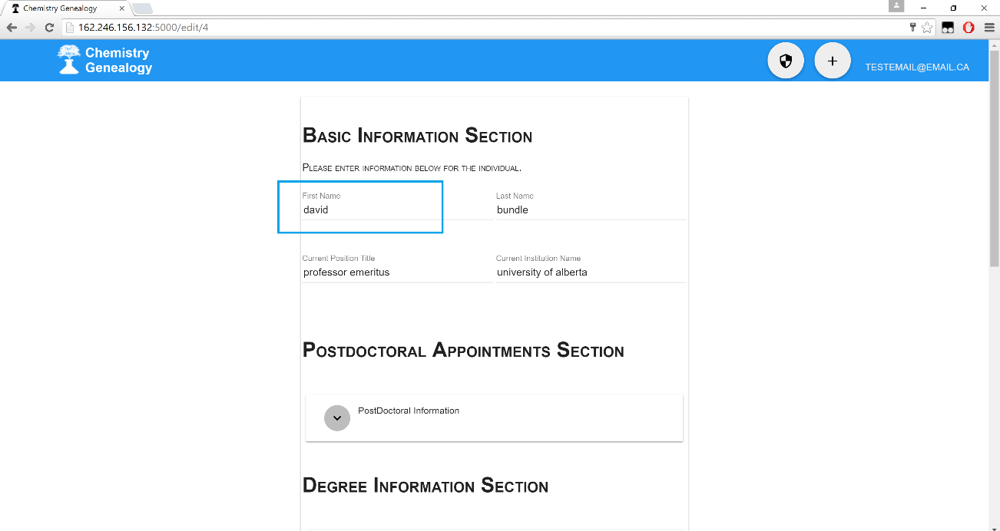 Chemistry Genealogy
162.246.156.132:5000/edit/4
Chemistry
Genealogy
TESTEMAIL@EMAIL.CA
Basic Information Section
Please enter information below for the individual.
First Name Last Name
david bundle
Current Position Title Current Institution Name
professor emeritus university of alberta
Postdoctoral Appointments Section
PostDoctoral Information
Degree Information Section